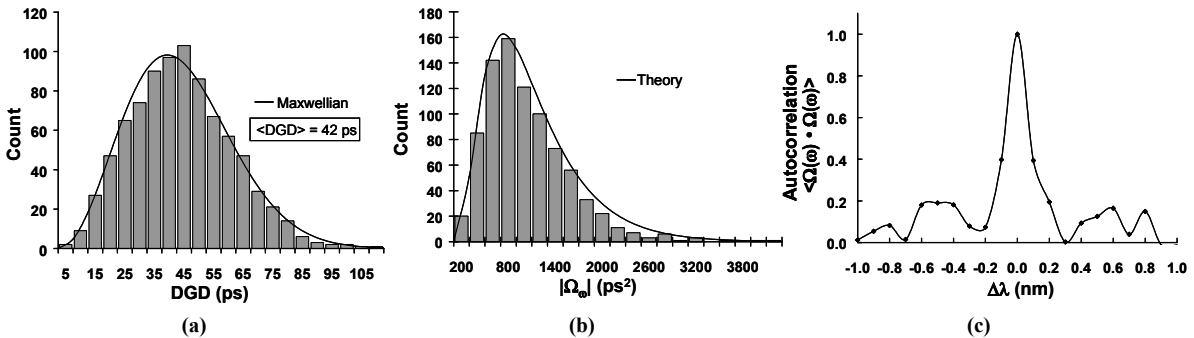 120
100
80
60
40
20
0
Count
5 15 25 35 45 55 65 75 85 95 105
DGD (ps)
Maxwellian
<DGD> = 42 ps
(a)
180
160
140
120
100
80
60
40
20
0
Count
200 800 1400 2000 2600 3200 3800
|Ωω| (ps²)
Theory
(b)
1.0
0.8
0.6
0.4
0.2
0.0
Autocorrelation
<Ω(ω) • Ω(ω)>
-1.0 -0.8 -0.6 -0.4 -0.2 0.0 0.2 0.4 0.6 0.8 1.0
Δλ (nm)
(c)